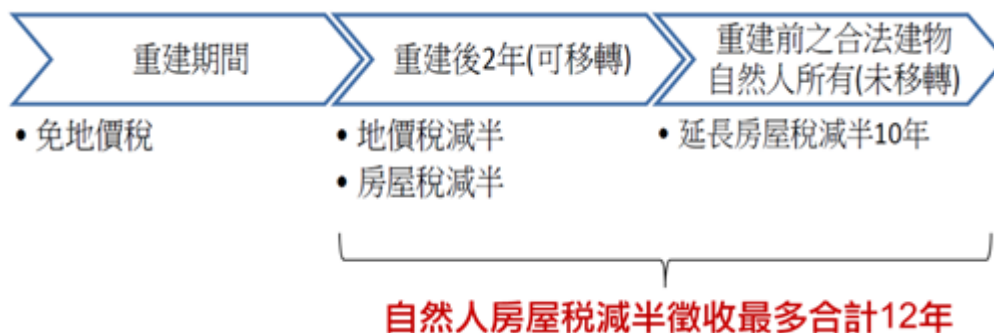 重建期間
重建後2年(可移轉)
重建前之合法建物
自然人所有(未移轉)
• 免地價稅
• 地價稅減半
• 房屋稅減半
• 延長房屋稅減半10年
自然人房屋稅減半徵收最多合計12年